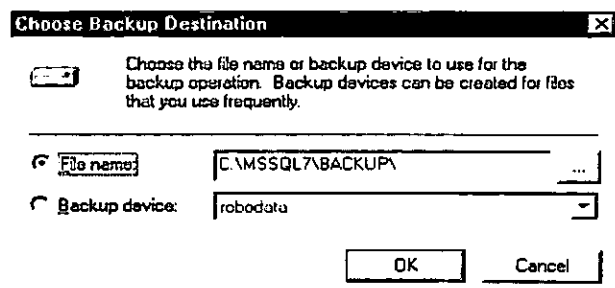 Choose Backup Destination
Choose the file name or backup device to use for the
backup operation. Backup devices can be created for files
that you use frequently.
File name:
C:\MSSQL7\BACKUP\
...
Backup device:
robodata
OK
Cancel